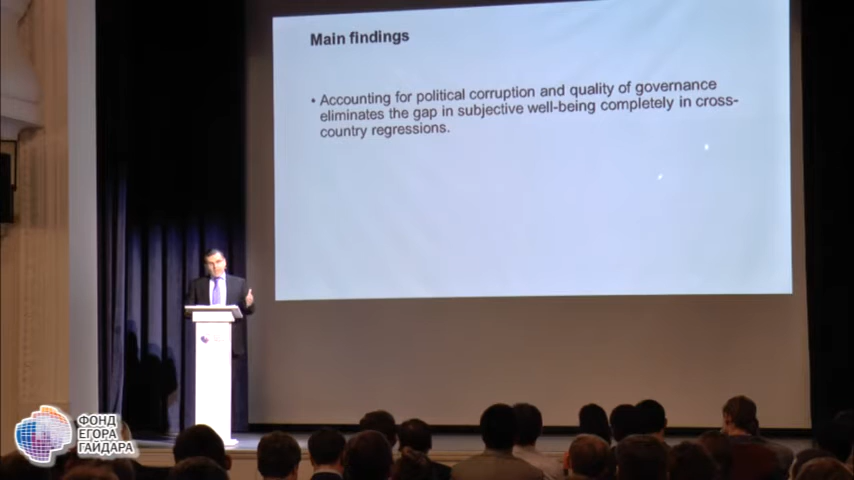 Main findings
• Accounting for political corruption and quality of governance
eliminates the gap in subjective well-being completely in cross-
country regressions.
ФОНД
ЕГОРА
ГАЙДАРА